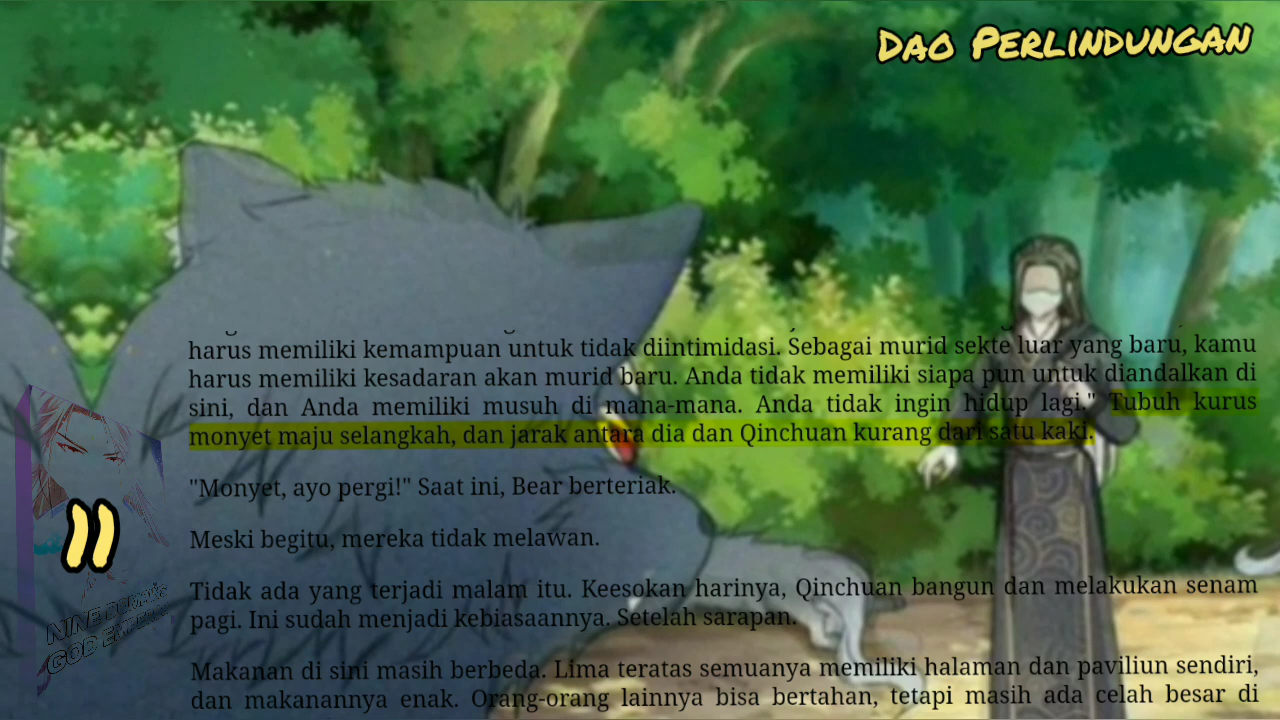 Dao Perlindungan
harus memiliki kemampuan untuk tidak diintimidasi. Sebagai murid sekte luar yang baru, kamu
harus memiliki kesadaran akan murid baru. Anda tidak memiliki siapa pun untuk diandalkan di
sini, dan Anda memiliki musuh di mana-mana. Anda tidak ingin hidup lagi." Tubuh kurus
monyet maju selangkah, dan jarak antara dia dan Qinchuan kurang dari satu kaki.
"Monyet, ayo pergi!" Saat ini, Bear berteriak.
Meski begitu, mereka tidak melawan.
Tidak ada yang terjadi malam itu. Keesokan harinya, Qinchuan bangun dan melakukan senam
pagi. Ini sudah menjadi kebiasaannya. Setelah sarapan.
Makanan di sini masih berbeda. Lima teratas semuanya memiliki halaman dan paviliun sendiri,
dan makanannya enak. Orang-orang lainnya bisa bertahan, tetapi masih ada celah besar di
11
GOD